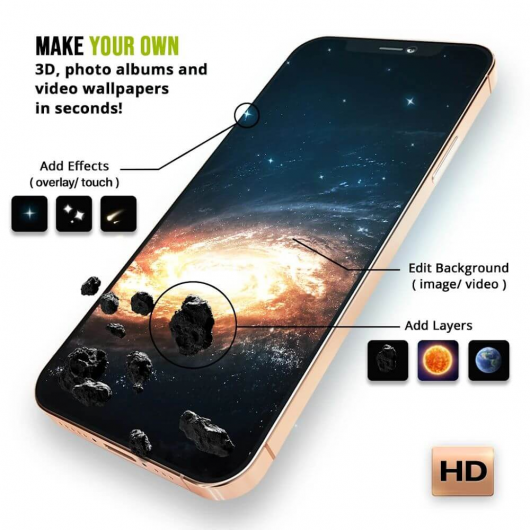 MAKE YOUR OWN
3D, photo albums and
video wallpapers
in seconds!
Add Effects
( overlay/ touch )
Edit Background
( image/ video )
Add Layers
HD